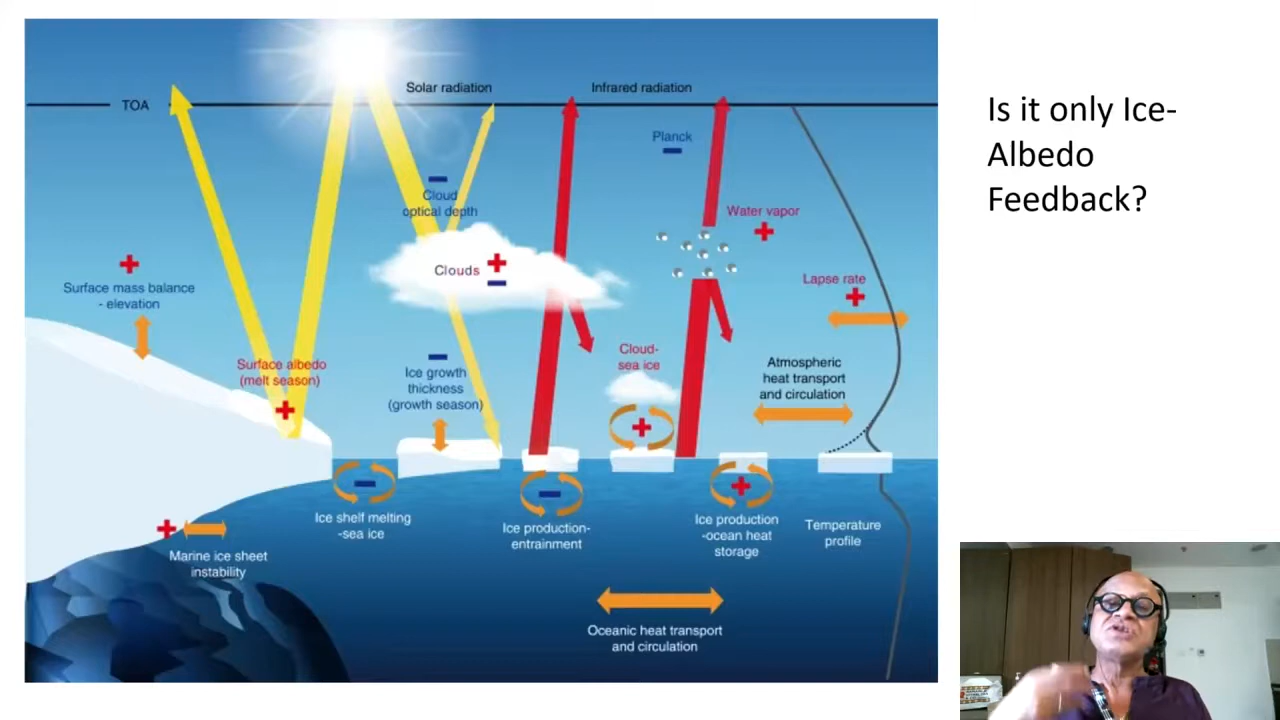 Is it only Ice-
Albedo
Feedback?
TOA
Solar radiation
Infrared radiation
Planck
Cloud
optical depth
Water vapor
Clouds
Surface mass balance
- elevation
Lapse rate
Surface albedo
(melt season)
Ice growth
thickness
(growth season)
Cloud-
sea ice
Atmospheric
heat transport
and circulation
Ice shelf melting
-sea ice
Ice production-
entrainment
Ice production
-ocean heat
storage
Temperature
profile
Marine ice sheet
instability
Oceanic heat transport
and circulation